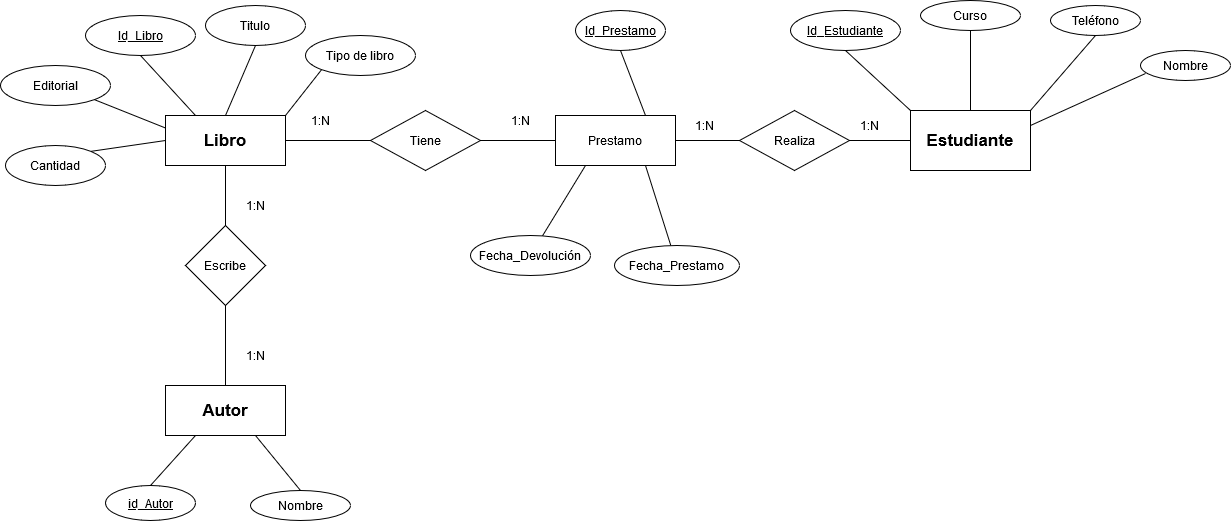 Id_Libro
Titulo
Tipo de libro
Editorial
Cantidad
Libro
1:N
Tiene
1:N
Id_Prestamo
Prestamo
Fecha_Devolución
Fecha_Prestamo
1:N
Realiza
1:N
Id_Estudiante
Curso
Teléfono
Nombre
Estudiante
1:N
Escribe
1:N
Autor
id_Autor
Nombre